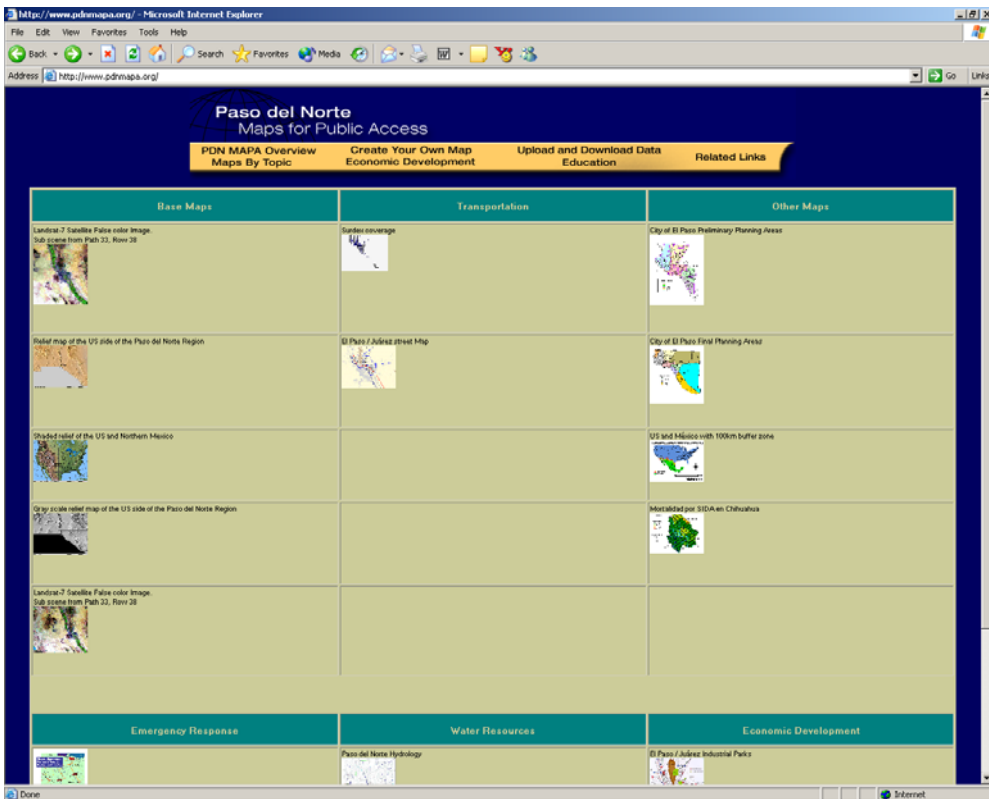 http://www.pdnmapa.org/ - Microsoft Internet Explorer
File Edit View Favorites Tools Help
Back Search Favorites Media
Address http://www.pdnmapa.org/ Go Links
Paso del Norte
Maps for Public Access
PDN MAPA Overview Create Your Own Map Upload and Download Data Related Links
Maps By Topic Economic Development Education
Base Maps Transportation Other Maps
Landsat-7 Satellite False color Image.
Sub scene from Path 33, Row 38
Surdex coverage
City of El Paso Preliminary Planning Areas
Relief map of the US side of the Paso del Norte Region
El Paso / Juárez street Map
City of El Paso Final Planning Areas
Shaded relief of the US and Northern Mexico
US and México with 100km buffer zone
Gray scale relief map of the US side of the Paso del Norte Region
Mortalidad por SIDA en Chihuahua
Landsat-7 Satellite False color Image.
Sub scene from Path 33, Row 38
Emergency Response Water Resources Economic Development
Paso del Norte Hydrology
El Paso / Juárez Industrial Parks
Done Internet